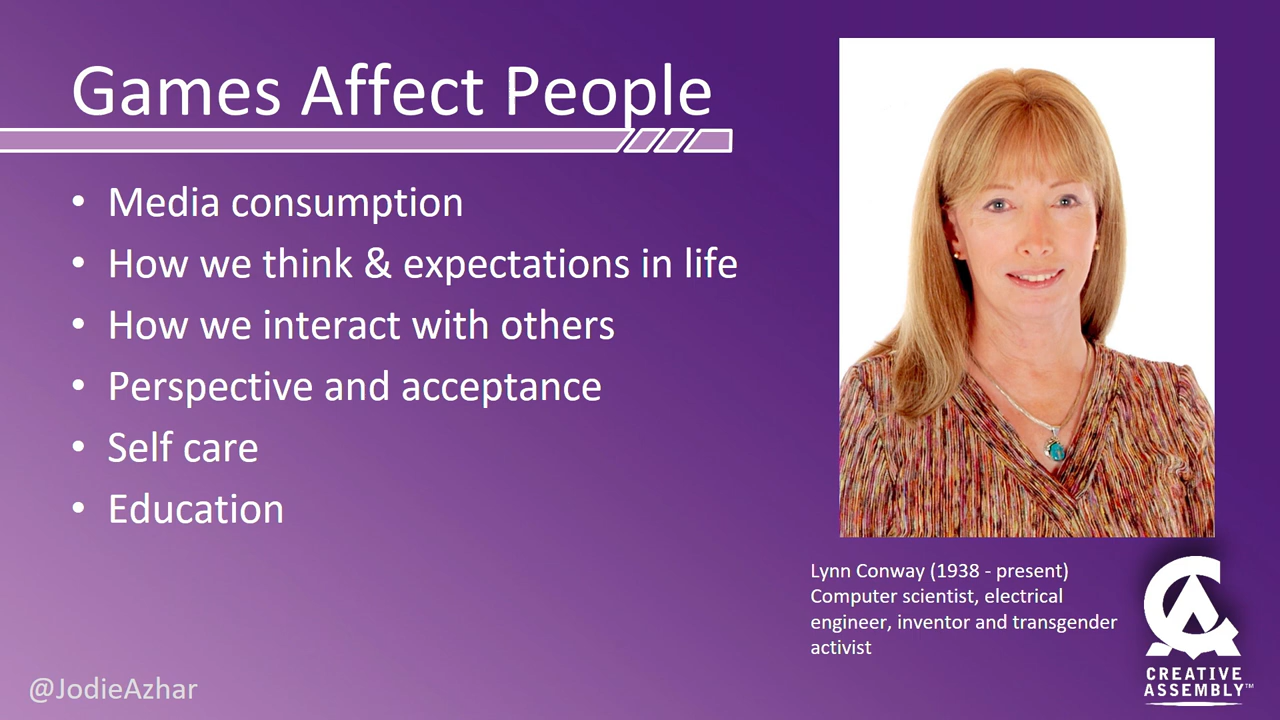 Games Affect People
• Media consumption
• How we think & expectations in life
• How we interact with others
• Perspective and acceptance
• Self care
• Education
Lynn Conway (1938 - present)
Computer scientist, electrical
engineer, inventor and transgender
activist
@JodieAzhar
CREATIVE
ASSEMBLY™